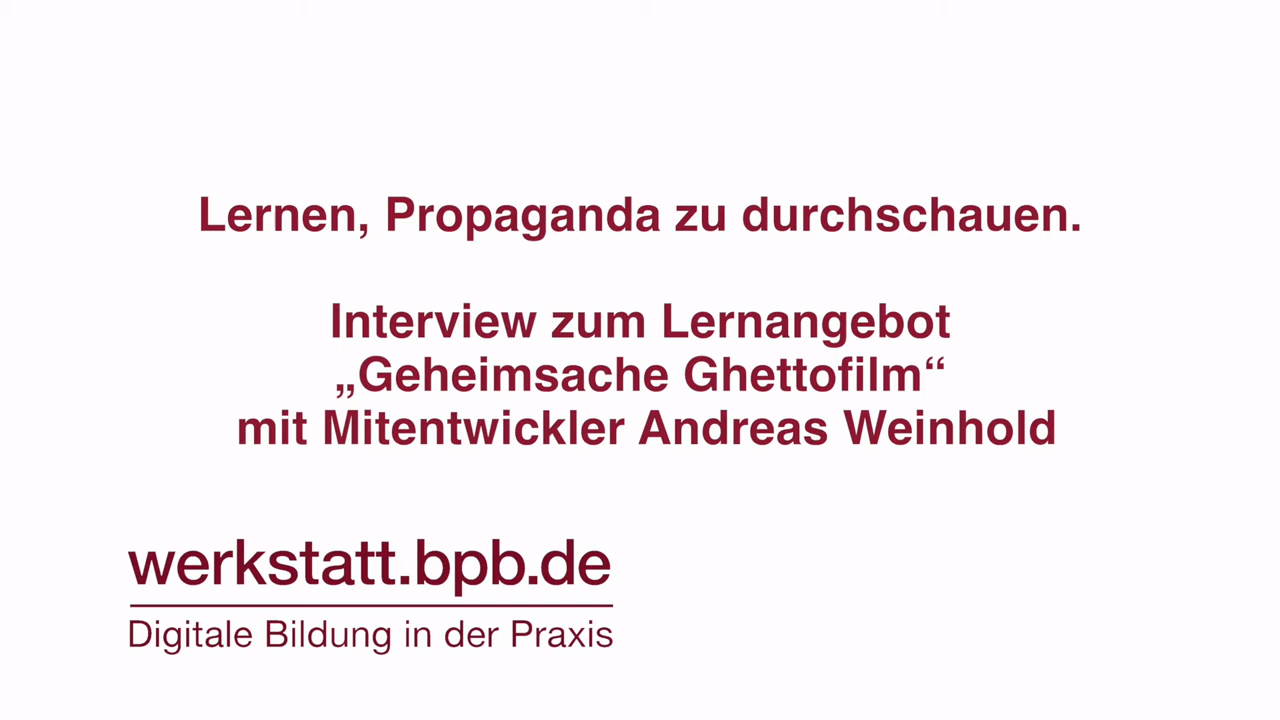 Lernen, Propaganda zu durchschauen.
Interview zum Lernangebot
„Geheimsache Ghettofilm“
mit Mitentwickler Andreas Weinhold
werkstatt.bpb.de
Digitale Bildung in der Praxis